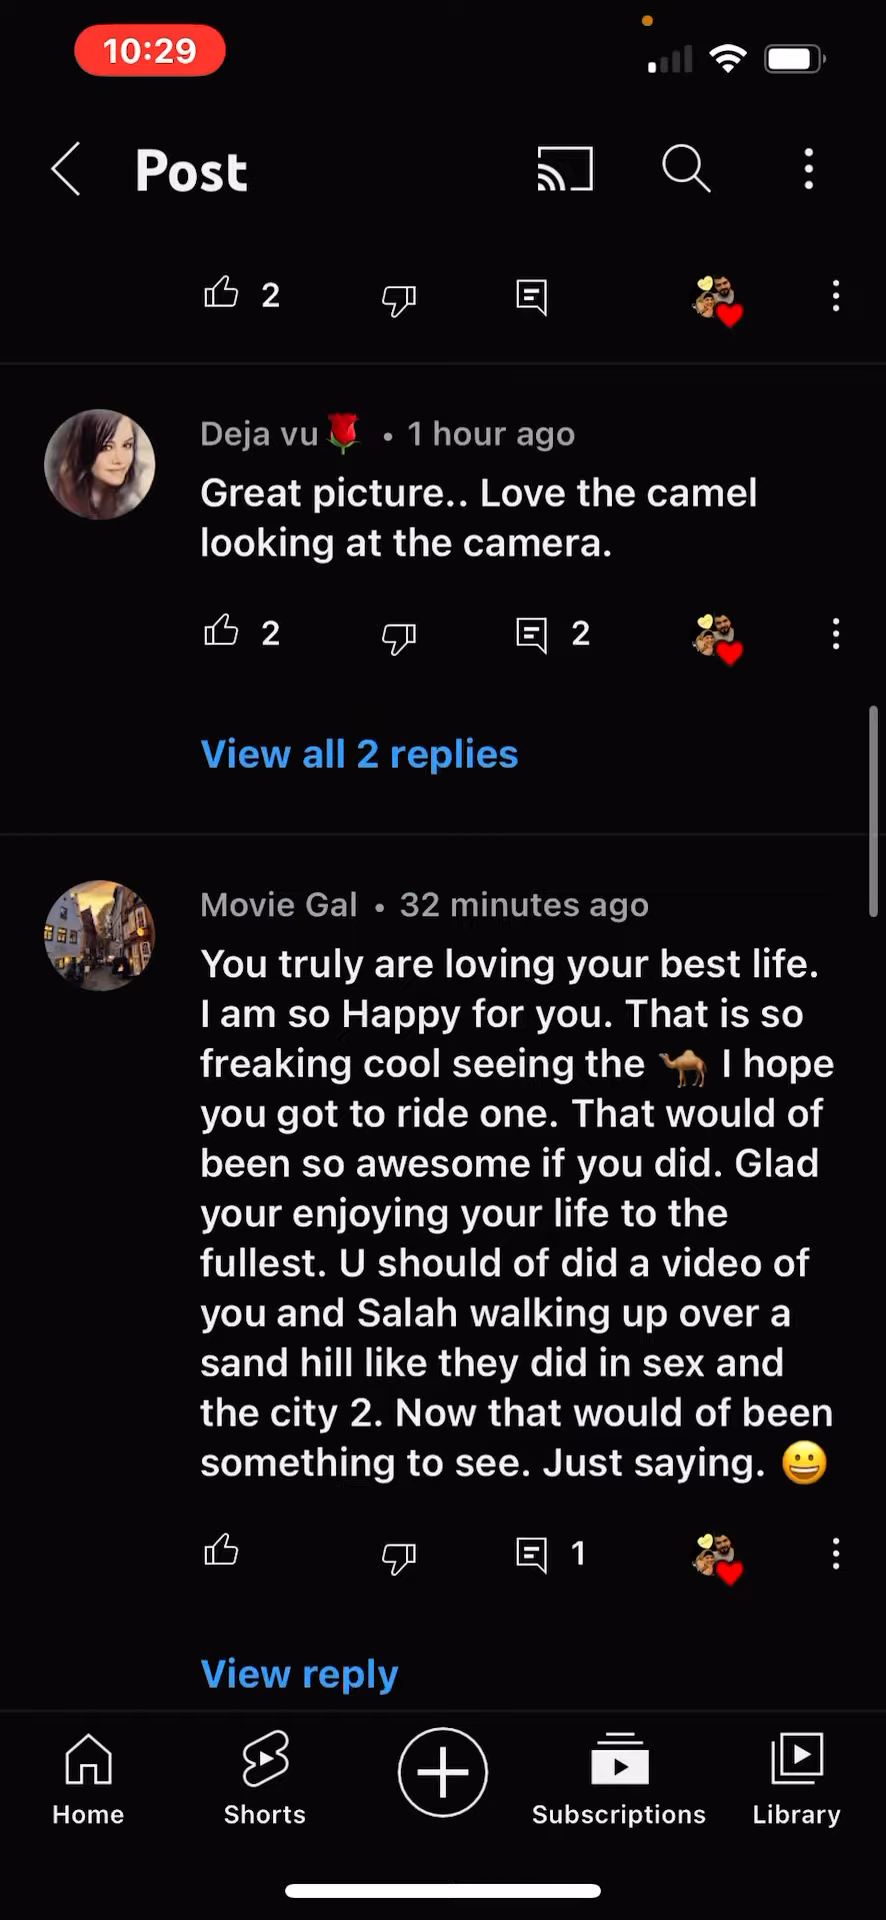 10:29
Post
2
Deja vu🌹 • 1 hour ago
Great picture.. Love the camel
looking at the camera.
2
2
View all 2 replies
Movie Gal • 32 minutes ago
You truly are loving your best life.
I am so Happy for you. That is so
freaking cool seeing the 🐪 I hope
you got to ride one. That would of
been so awesome if you did. Glad
your enjoying your life to the
fullest. U should of did a video of
you and Salah walking up over a
sand hill like they did in sex and
the city 2. Now that would of been
something to see. Just saying. 😀
1
View reply
Home
Shorts
Subscriptions
Library